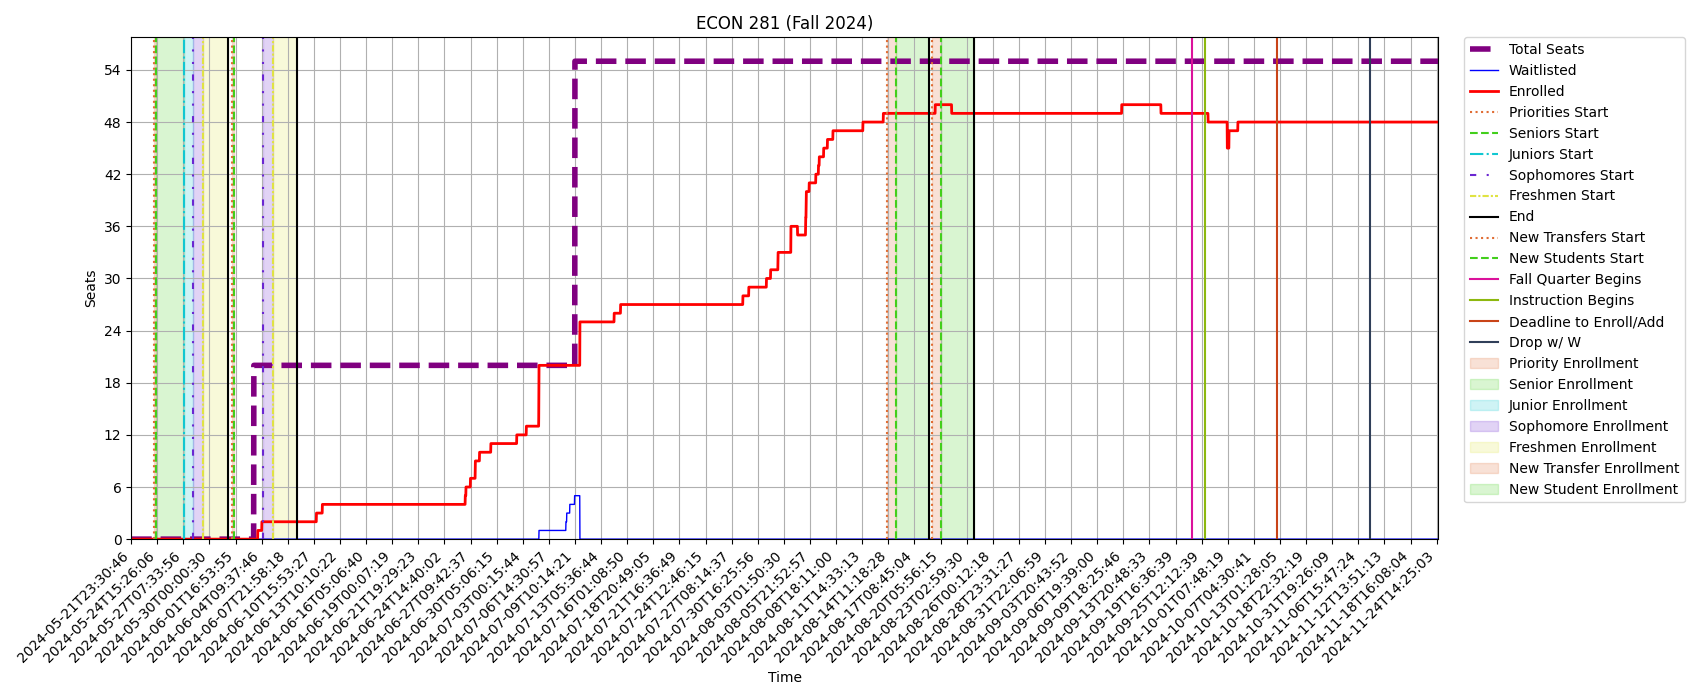 ECON 281 (Fall 2024)
Seats
54
48
42
36
30
24
18
12
6
0
2024-05-21T23:30:46
2024-05-24T15:26:06
2024-05-27T07:33:56
2024-05-30T00:00:30
2024-06-01T16:53:55
2024-06-04T09:37:46
2024-06-07T21:58:18
2024-06-10T15:53:27
2024-06-13T10:10:22
2024-06-16T05:06:40
2024-06-19T00:07:19
2024-06-21T19:29:23
2024-06-24T14:40:02
2024-06-27T09:42:37
2024-06-30T05:06:15
2024-07-03T00:15:44
2024-07-06T14:30:57
2024-07-09T10:14:21
2024-07-13T05:36:44
2024-07-16T01:08:50
2024-07-18T20:49:05
2024-07-21T16:36:49
2024-07-24T12:46:15
2024-07-27T08:14:37
2024-07-30T16:25:56
2024-08-03T01:50:30
2024-08-05T21:52:57
2024-08-08T18:11:00
2024-08-11T14:33:13
2024-08-14T11:18:28
2024-08-17T08:45:04
2024-08-20T05:56:15
2024-08-23T02:59:30
2024-08-26T00:12:18
2024-08-28T23:31:27
2024-08-31T22:06:59
2024-09-03T20:43:52
2024-09-06T19:39:00
2024-09-09T18:25:46
2024-09-13T20:48:33
2024-09-19T16:36:39
2024-09-25T12:12:39
2024-10-01T07:48:19
2024-10-07T04:30:41
2024-10-13T01:28:05
2024-10-18T22:32:19
2024-10-31T19:26:09
2024-11-06T15:47:24
2024-11-12T13:51:13
2024-11-18T16:08:04
2024-11-24T14:25:03
Time
Total Seats
Waitlisted
Enrolled
Priorities Start
Seniors Start
Juniors Start
Sophomores Start
Freshmen Start
End
New Transfers Start
New Students Start
Fall Quarter Begins
Instruction Begins
Deadline to Enroll/Add
Drop w/ W
Priority Enrollment
Senior Enrollment
Junior Enrollment
Sophomore Enrollment
Freshmen Enrollment
New Transfer Enrollment
New Student Enrollment